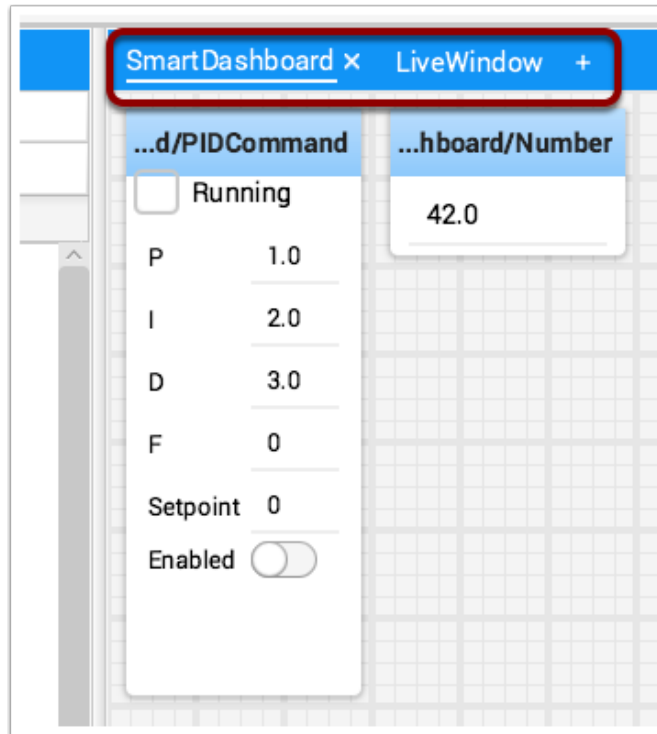 SmartDashboard × LiveWindow +
...d/PIDCommand
Running
P 1.0
I 2.0
D 3.0
F 0
Setpoint 0
Enabled
...hboard/Number
42.0